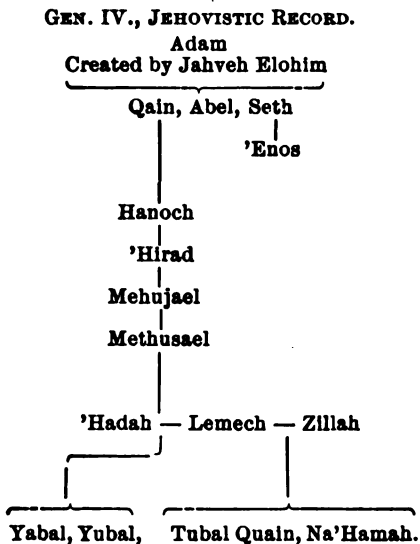 GEN. IV., JEHOVISTIC RECORD.
Adam
Created by Jahveh Elohim
Qain, Abel, Seth
'Enos
Hanoch
'Hirad
Mehujael
Methusael
'Hadah — Lemech — Zillah
Yabal, Yubal, Tubal Quain, Na'Hamah.